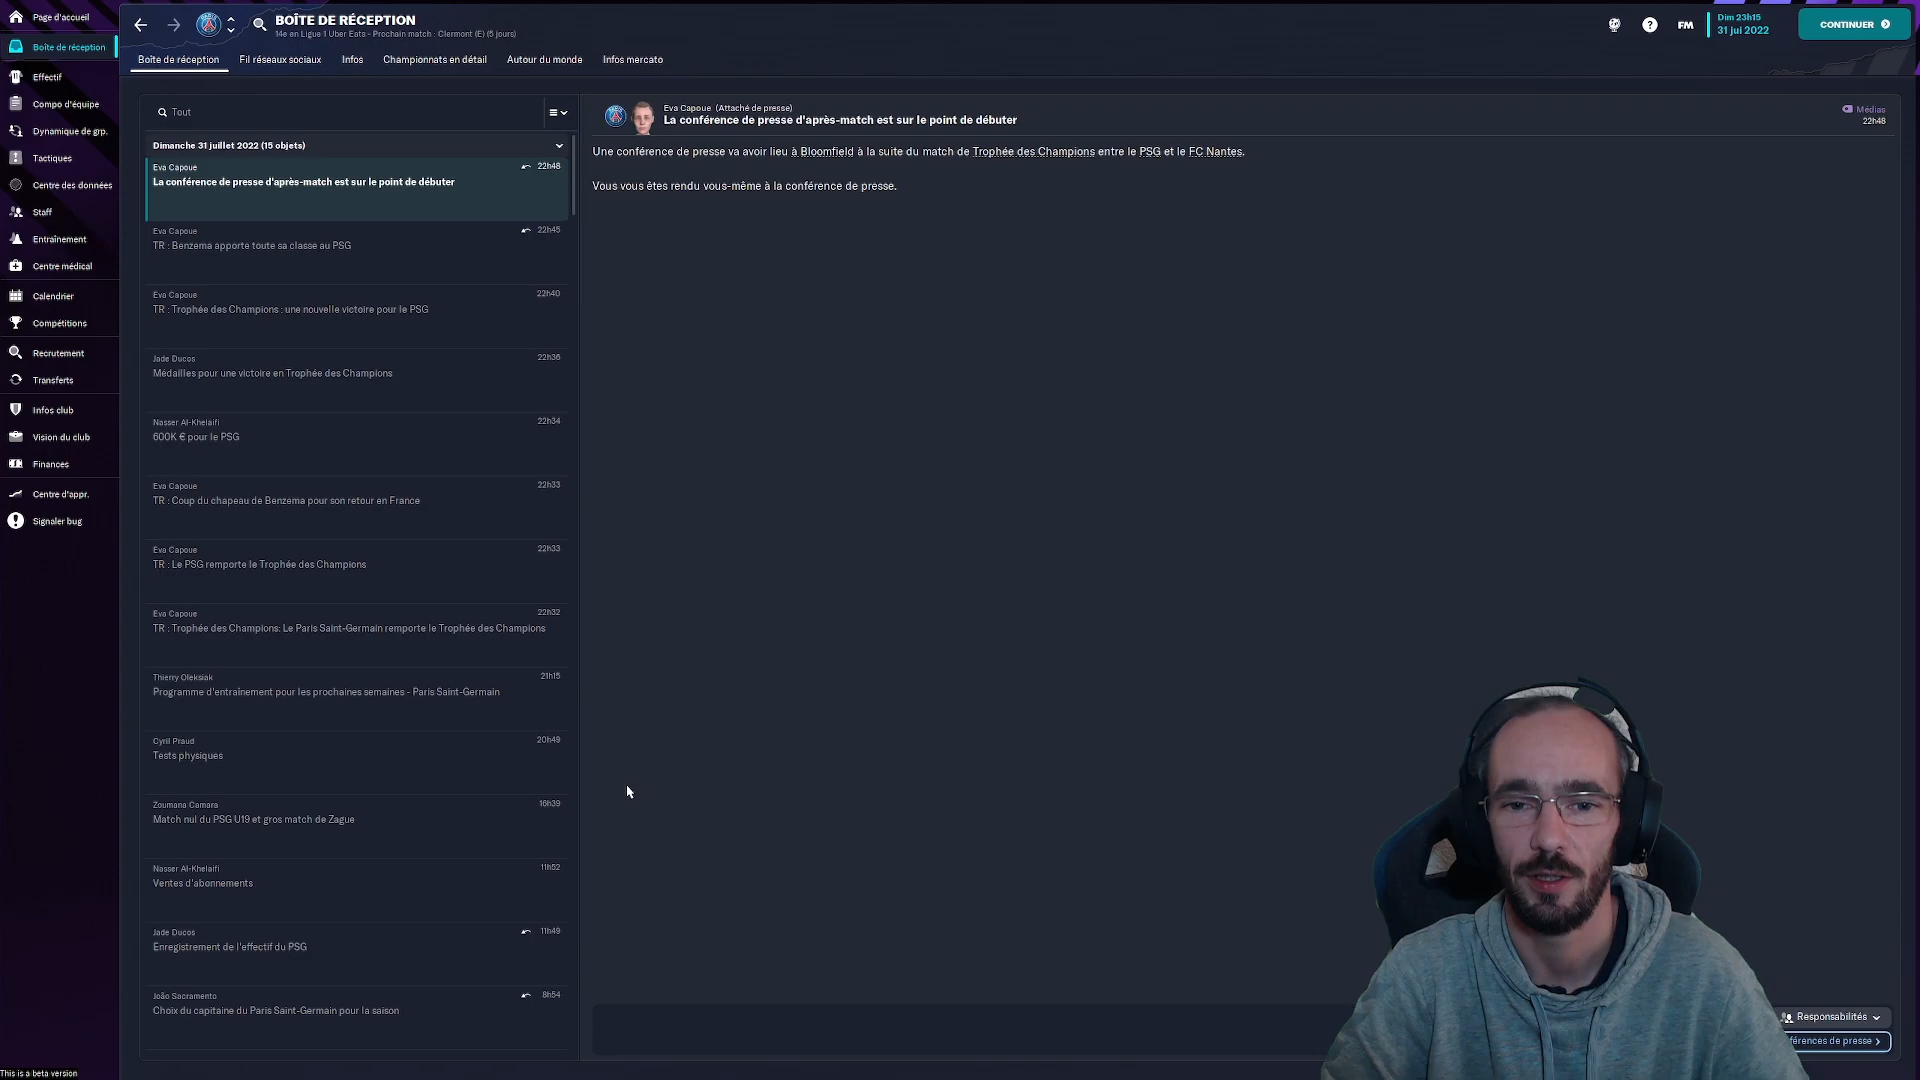 Page d'accueil
Boîte de réception
Effectif
Compo d'équipe
Dynamique de grp.
Tactiques
Centre des données
Staff
Entraînement
Centre médical
Calendrier
Compétitions
Recrutement
Transferts
Infos club
Vision du club
Finances
Centre d'appr.
Signaler bug
This is a beta version
BOÎTE DE RÉCEPTION
14e en Ligue 1 Uber Eats - Prochain match : Clermont (E) (5 jours)
FM
Dim 23h15
31 jul 2022
CONTINUER
Boîte de réception
Fil réseaux sociaux
Infos
Championnats en détail
Autour du monde
Infos mercato
Tout
Dimanche 31 juillet 2022 (15 objets)
Eva Capoue 22h48
La conférence de presse d'après-match est sur le point de débuter
Eva Capoue 22h45
TR : Benzema apporte toute sa classe au PSG
Eva Capoue 22h40
TR : Trophée des Champions : une nouvelle victoire pour le PSG
Jade Ducos 22h36
Médailles pour une victoire en Trophée des Champions
Nasser Al-Khelaifi 22h34
600K € pour le PSG
Eva Capoue 22h33
TR : Coup du chapeau de Benzema pour son retour en France
Eva Capoue 22h33
TR : Le PSG remporte le Trophée des Champions
Eva Capoue 22h32
TR : Trophée des Champions: Le Paris Saint-Germain remporte le Trophée des Champions
Thierry Oleksiak 21h15
Programme d'entraînement pour les prochaines semaines - Paris Saint-Germain
Cyril Praud 20h49
Tests physiques
Zoumana Camara 16h39
Match nul du PSG U19 et gros match de Zague
Nasser Al-Khelaifi 11h52
Ventes d'abonnements
Jade Ducos 11h49
Enregistrement de l'effectif du PSG
João Sacramento 8h54
Choix du capitaine du Paris Saint-Germain pour la saison
Eva Capoue (Attaché de presse)
La conférence de presse d'après-match est sur le point de débuter
Médias
22h48
Une conférence de presse va avoir lieu à Bloomfield à la suite du match de Trophée des Champions entre le PSG et le FC Nantes.
Vous vous êtes rendu vous-même à la conférence de presse.
Responsabilités
férences de presse